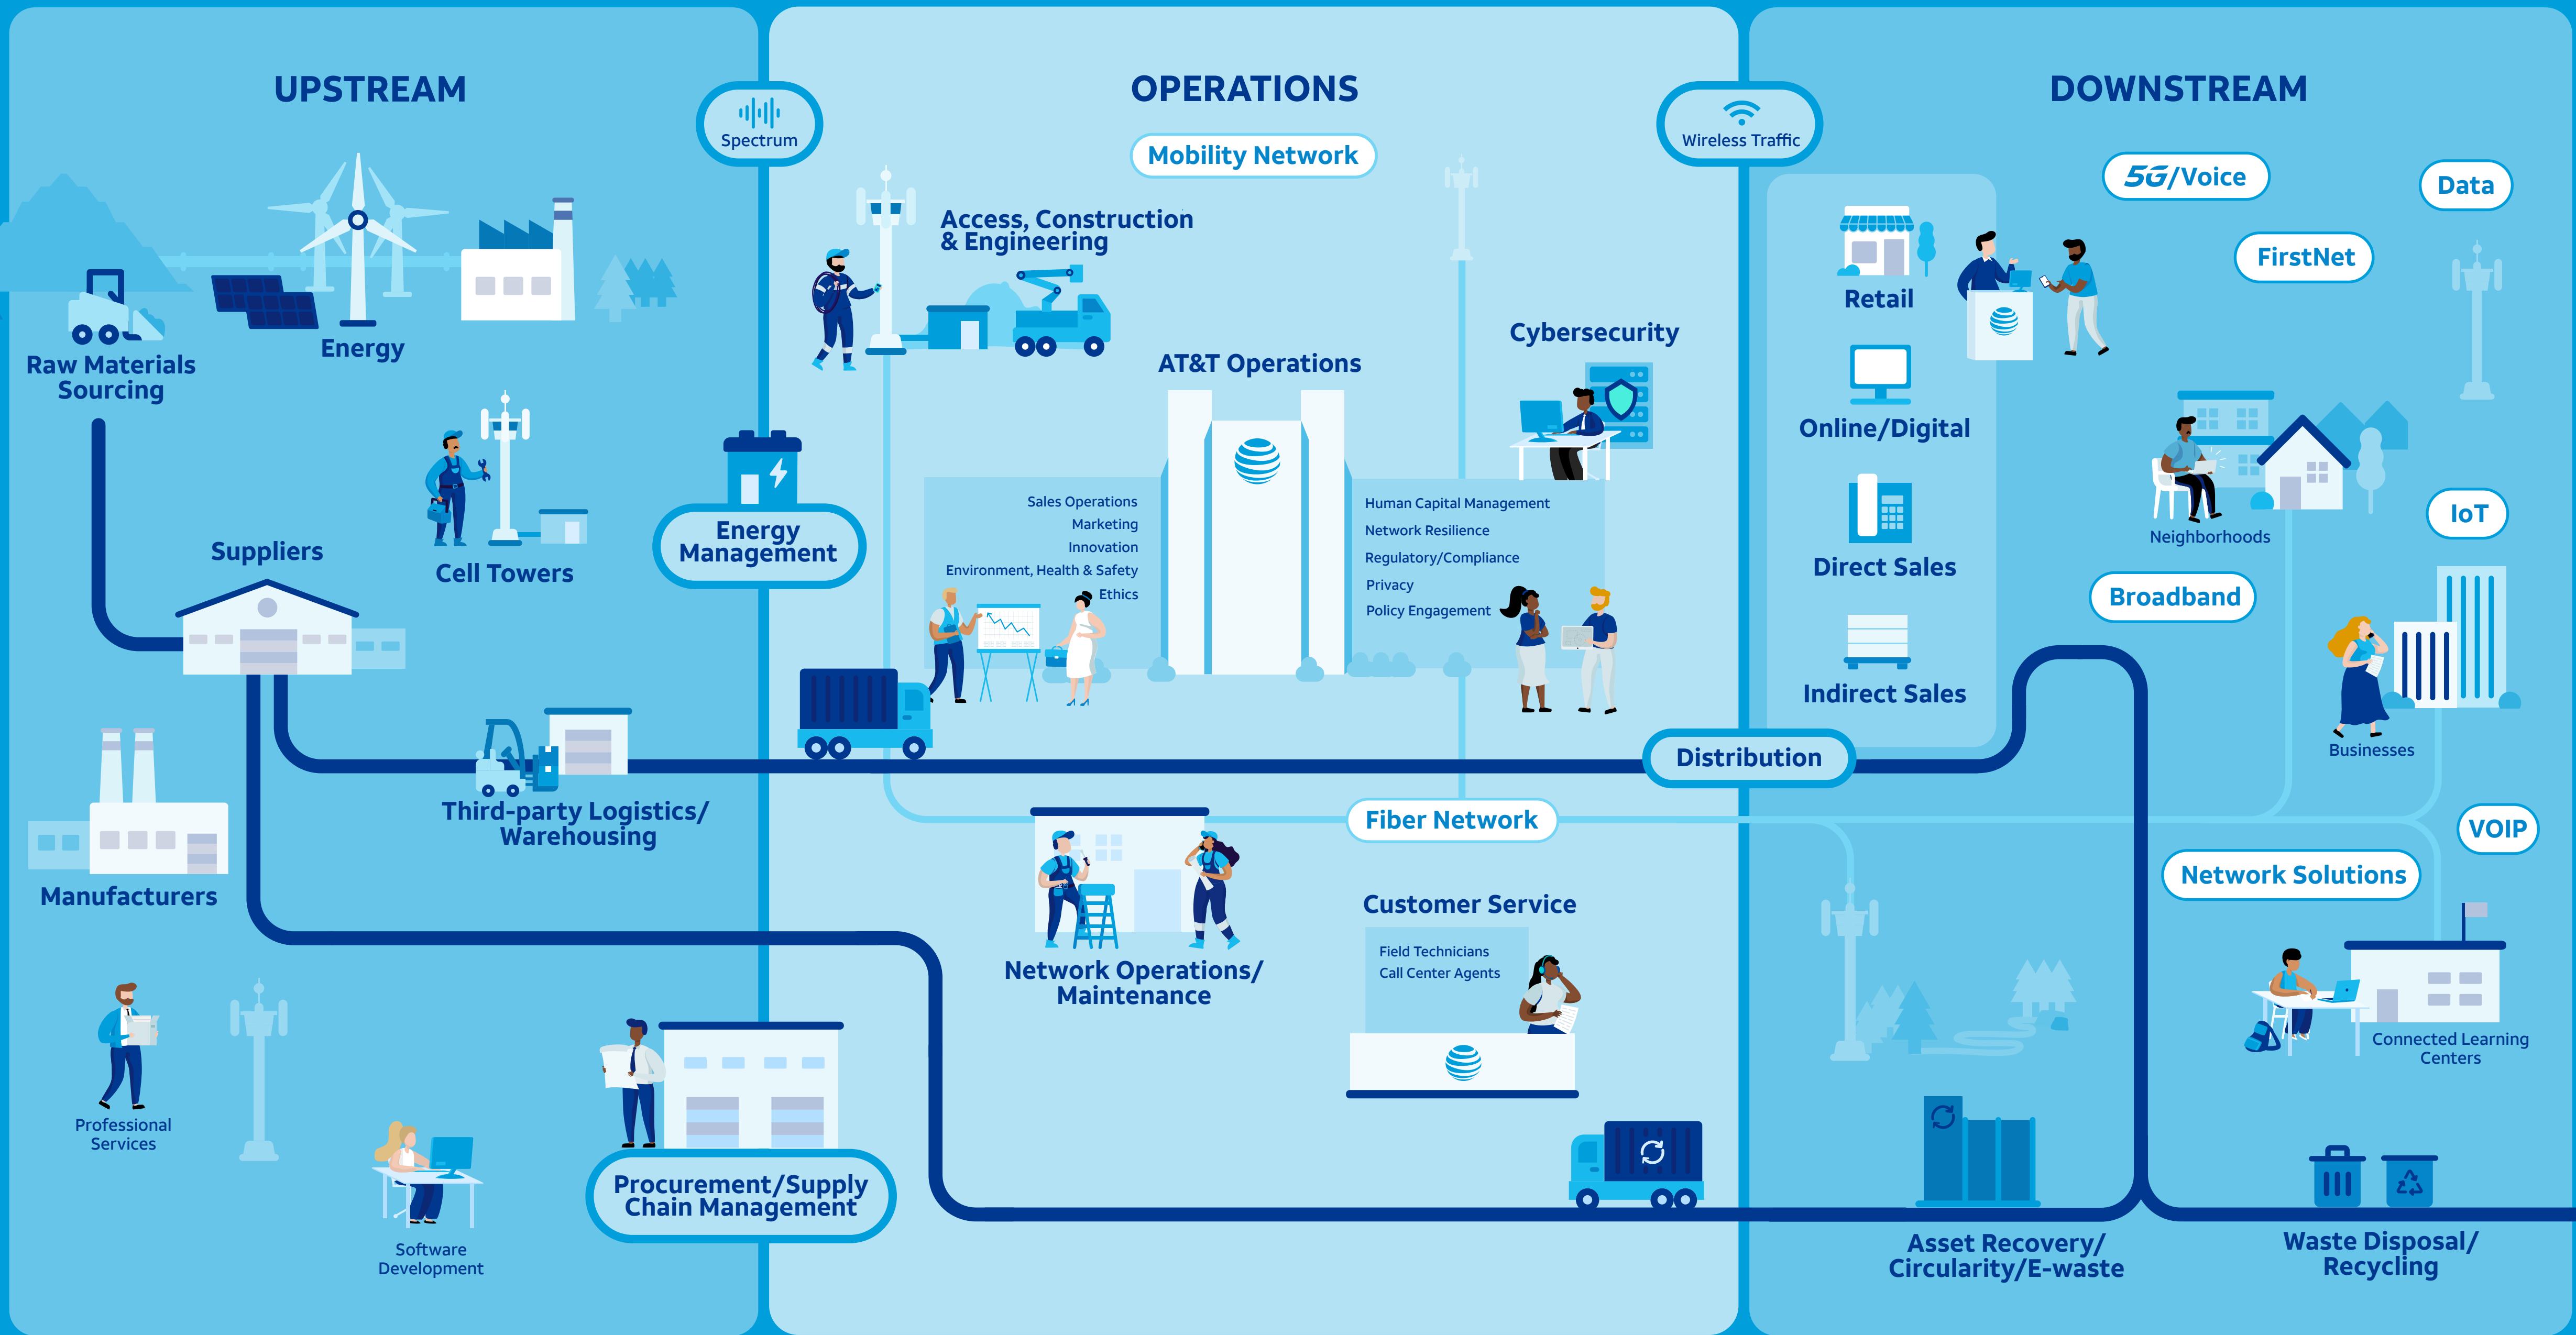 UPSTREAM
Spectrum
Raw Materials
Sourcing
Energy
Suppliers
Cell Towers
Energy
Management
Third-party Logistics/
Warehousing
Manufacturers
Professional
Services
Software
Development
Procurement/Supply
Chain Management
OPERATIONS
Mobility Network
Access, Construction
& Engineering
AT&T Operations
Cybersecurity
Sales Operations
Marketing
Innovation
Environment, Health & Safety
Ethics
Human Capital Management
Network Resilience
Regulatory/Compliance
Privacy
Policy Engagement
Fiber Network
Network Operations/
Maintenance
Customer Service
Field Technicians
Call Center Agents
Wireless Traffic
DOWNSTREAM
5G/Voice
Data
FirstNet
Retail
Online/Digital
Direct Sales
Indirect Sales
Distribution
Neighborhoods
IoT
Broadband
Businesses
VOIP
Network Solutions
Connected Learning
Centers
Asset Recovery/
Circularity/E-waste
Waste Disposal/
Recycling